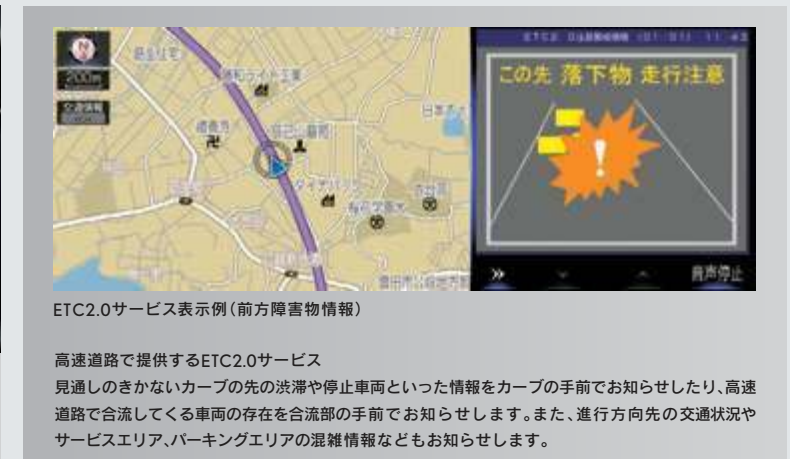 200m
交通情報
日本
この先 落下物 走行注意
音声停止
ETC2.0サービス表示例（前方障害物情報）
高速道路で提供するETC2.0サービス
見通しのきかないカーブの先の渋滞や停止車両といった情報をカーブの手前でお知らせしたり、高速
道路で合流してくる車両の存在を合流部の手前でお知らせします。また、進行方向先の交通状況や
サービスエリア、パーキングエリアの混雑情報などもお知らせします。